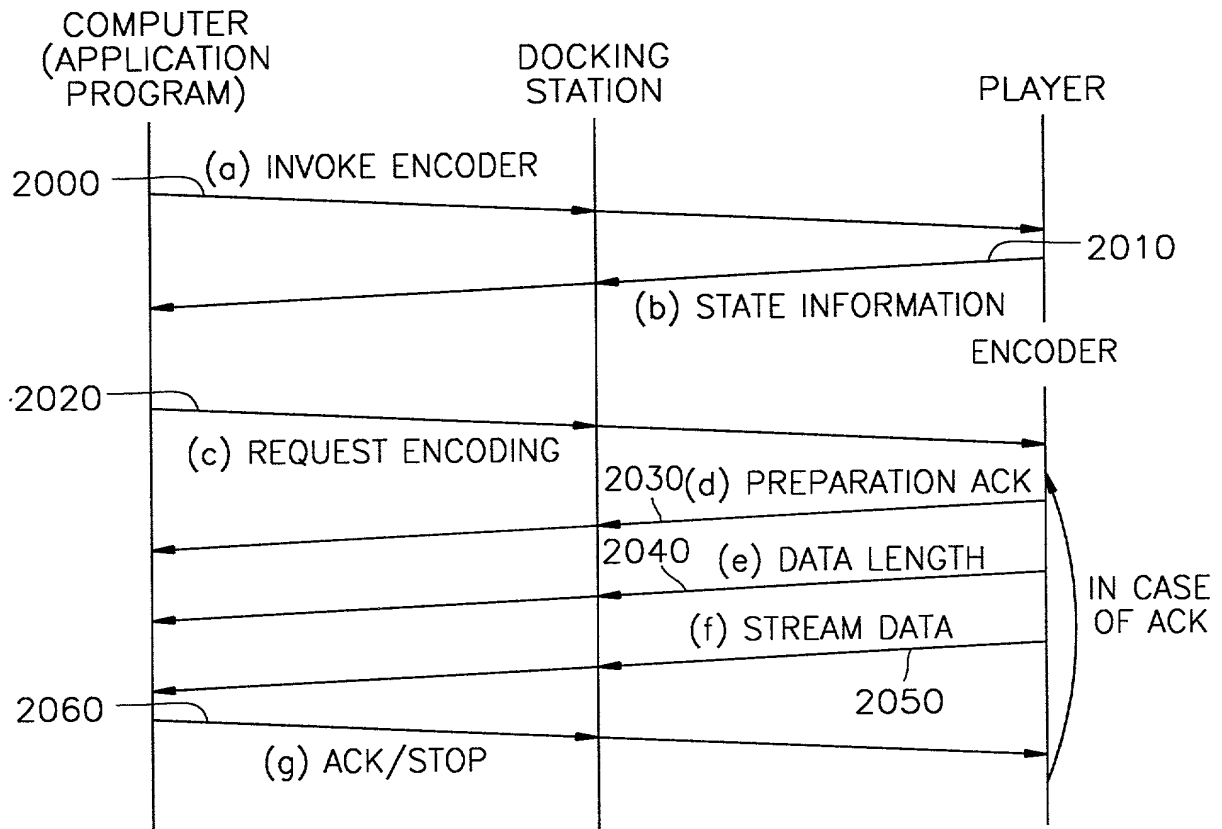 COMPUTER
(APPLICATION
PROGRAM)
DOCKING
STATION
PLAYER
(a) INVOKE ENCODER
2000
2010
(b) STATE INFORMATION
ENCODER
2020
(c) REQUEST ENCODING
2030
(d) PREPARATION ACK
2040
(e) DATA LENGTH
IN CASE
OF ACK
(f) STREAM DATA
2050
2060
(g) ACK/STOP